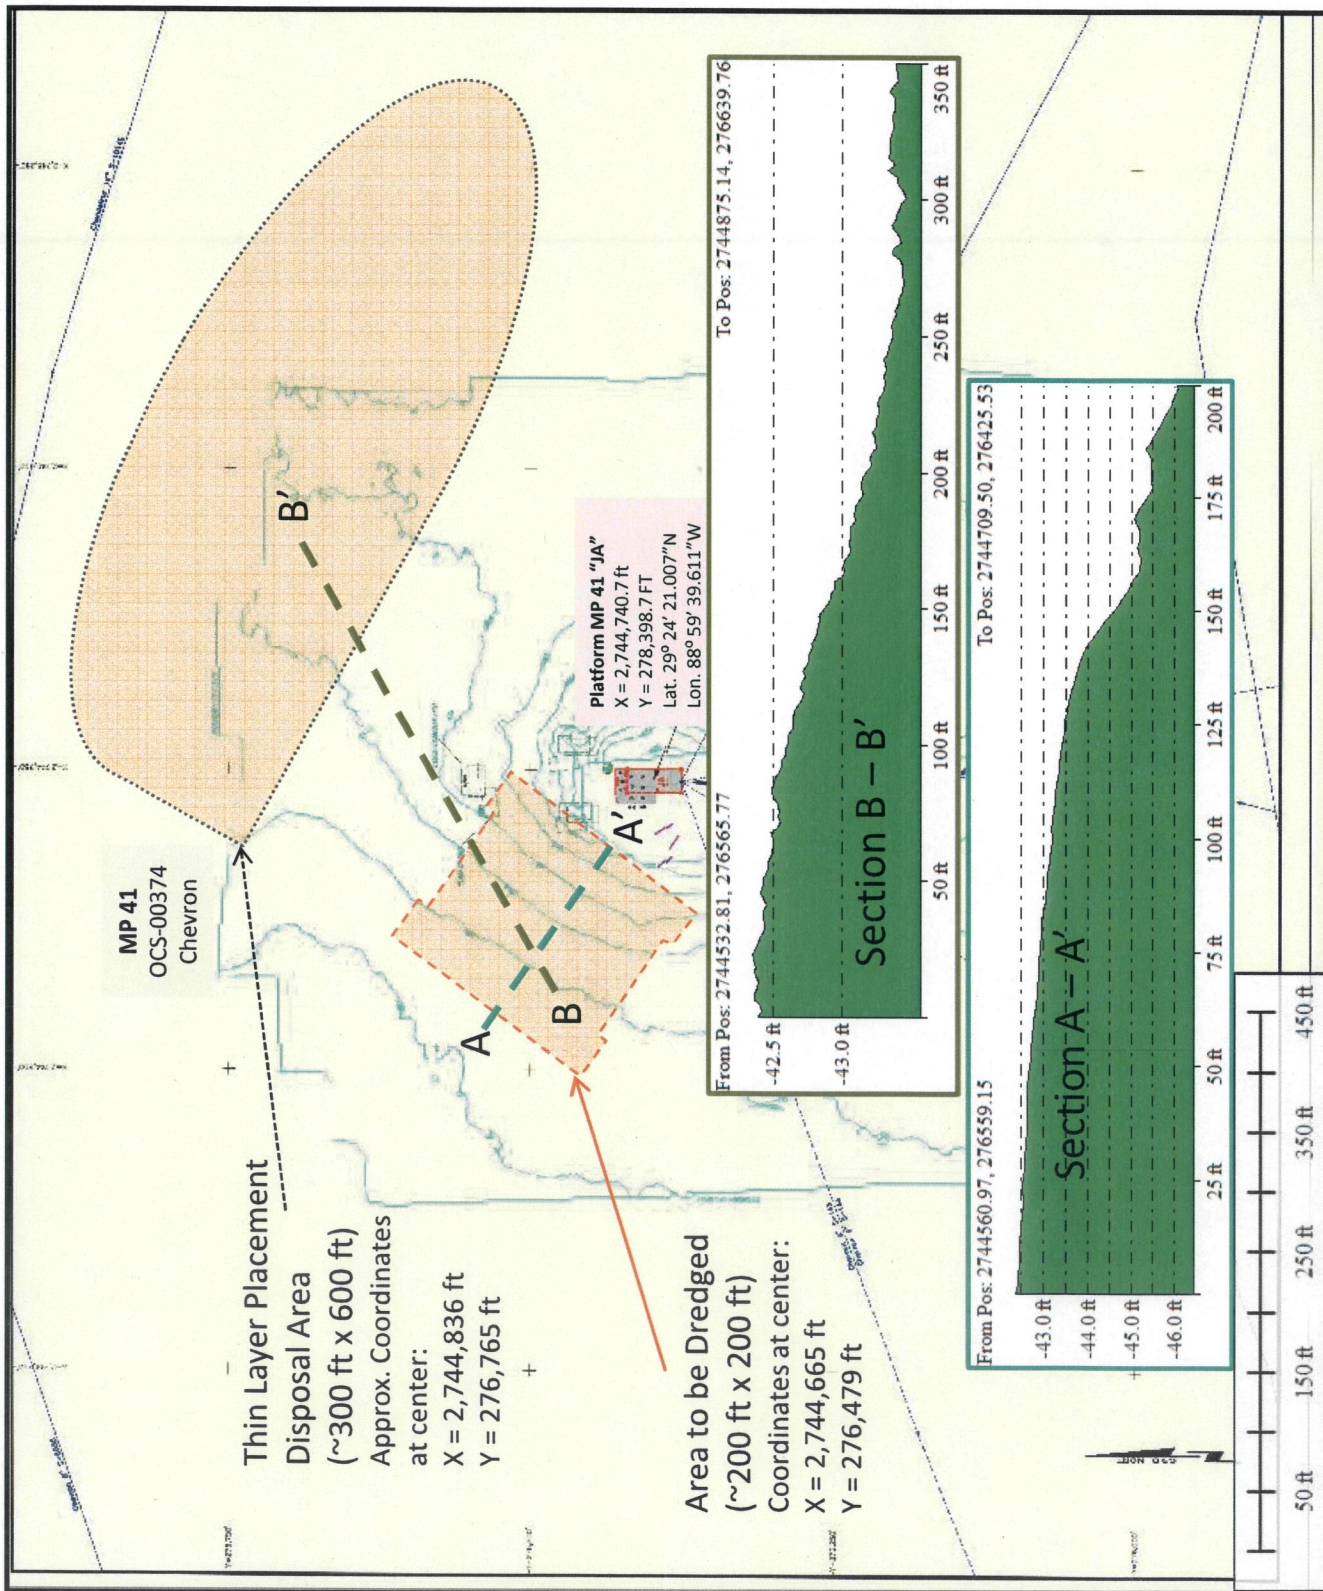 MP 41
OCS-00374
Chevron
Thin Layer Placement
Disposal Area
(~300 ft x 600 ft)
Approx. Coordinates
at center:
X = 2,744,836 ft
Y = 276,765 ft
B'
A
B
A'
Platform MP 41 "JA"
X = 2,744,740.7 ft
Y = 278,398.7 FT
Lat. 29° 24' 21.007"N
Lon. 88° 59' 39.611"W
Area to be Dredged
(~200 ft x 200 ft)
Coordinates at center:
X = 2,744,665 ft
Y = 276,479 ft
From Pos: 2744532.81, 276565.77
To Pos: 2744875.14, 276639.76
-42.5 ft
-43.0 ft
Section B – B'
50 ft
100 ft
150 ft
200 ft
250 ft
300 ft
350 ft
From Pos: 2744560.97, 276559.15
To Pos: 2744709.50, 276425.53
-43.0 ft
-44.0 ft
-45.0 ft
-46.0 ft
Section A – A'
25 ft
50 ft
75 ft
100 ft
125 ft
150 ft
175 ft
200 ft
50 ft
150 ft
250 ft
350 ft
450 ft